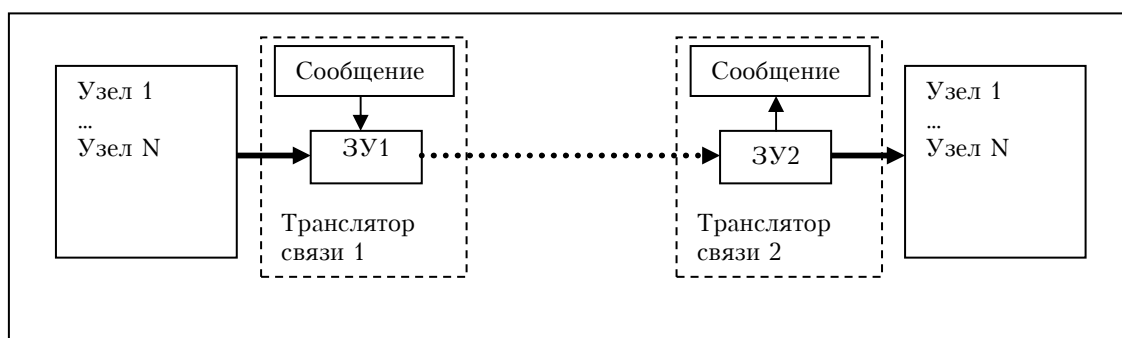 Узел 1
...
Узел N
Сообщение
ЗУ1
Транслятор
связи 1
Сообщение
ЗУ2
Транслятор
связи 2
Узел 1
...
Узел N